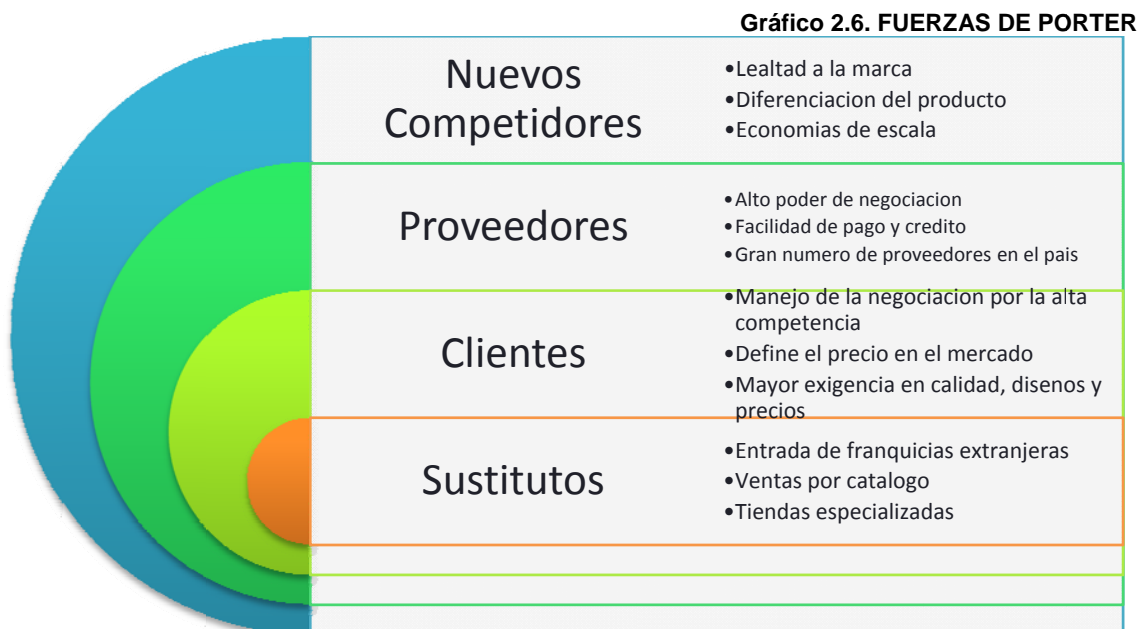 Gráfico 2.6. FUERZAS DE PORTER
Nuevos
Competidores
•Lealtad a la marca
•Diferenciacion del producto
•Economias de escala
Proveedores
•Alto poder de negociacion
•Facilidad de pago y credito
•Gran numero de proveedores en el pais
Clientes
•Manejo de la negociacion por la alta
competencia
•Define el precio en el mercado
•Mayor exigencia en calidad, disenos y
precios
Sustitutos
•Entrada de franquicias extranjeras
•Ventas por catalogo
•Tiendas especializadas